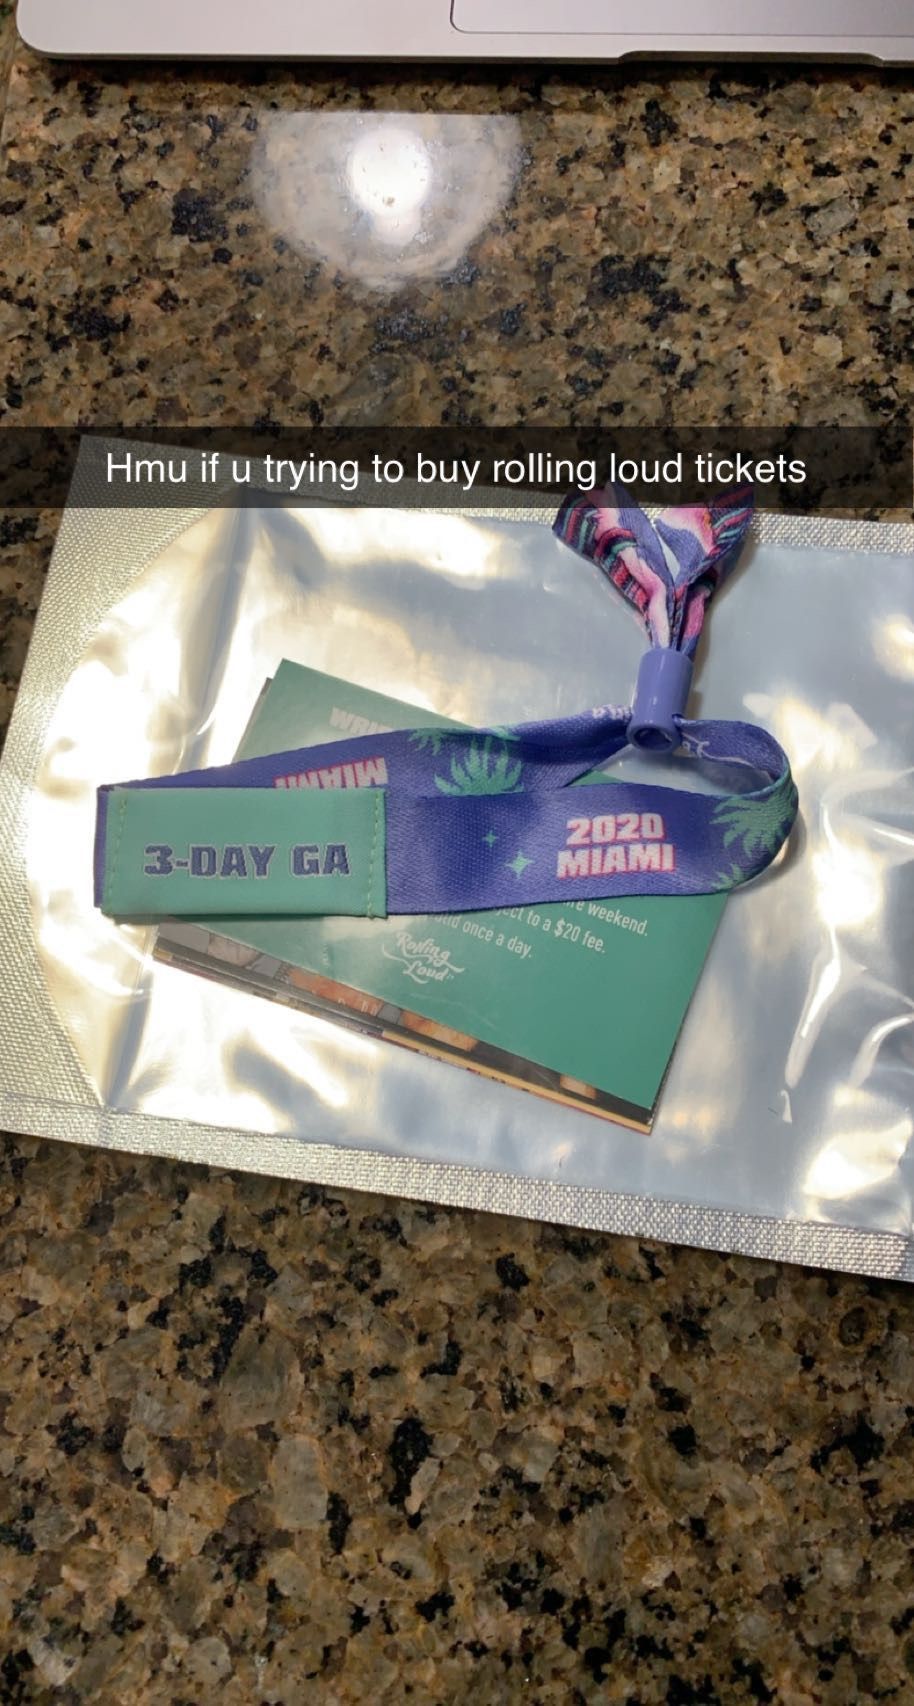 Hmu if u trying to buy rolling loud tickets
MIAMI
3-DAY GA
2020
MIAMI
weekend.
to a $20 fee.
once a day.
Rolling
Loud